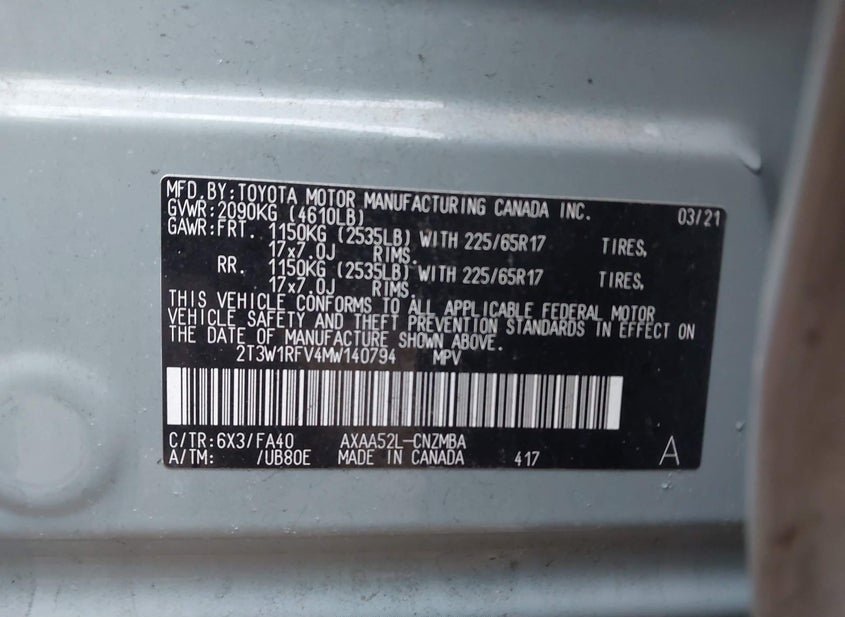 MFD.BY:TOYOTA MOTOR MANUFACTURING CANADA INC. 03/21
GVWR:2090KG (4610LB)
GAWR:FRT. 1150KG (2535LB) WITH 225/65R17 TIRES,
17x7.0J RIMS.
RR. 1150KG (2535LB) WITH 225/65R17 TIRES,
17x7.0J RIMS.
THIS VEHICLE CONFORMS TO ALL APPLICABLE FEDERAL MOTOR
VEHICLE SAFETY AND THEFT PREVENTION STANDARDS IN EFFECT ON
THE DATE OF MANUFACTURE SHOWN ABOVE.
2T3W1RFV4MW140794 MPV
C/TR:6X3/FA40 AXAA52L-CNZMBA
A/TM: /UB80E MADE IN CANADA 417 A